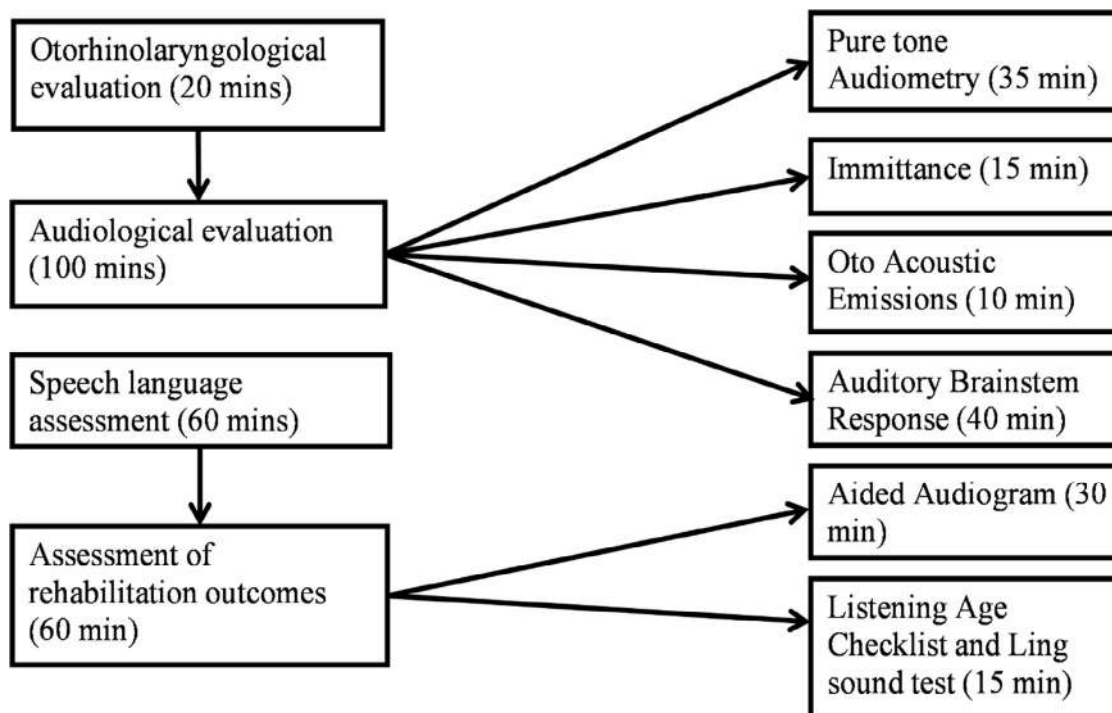 Otorhinolaryngological
evaluation (20 mins)
Audiological evaluation
(100 mins)
Speech language
assessment (60 mins)
Assessment of
rehabilitation outcomes
(60 min)
Pure tone
Audiometry (35 min)
Immittance (15 min)
Oto Acoustic
Emissions (10 min)
Auditory Brainstem
Response (40 min)
Aided Audiogram (30
min)
Listening Age
Checklist and Ling
sound test (15 min)